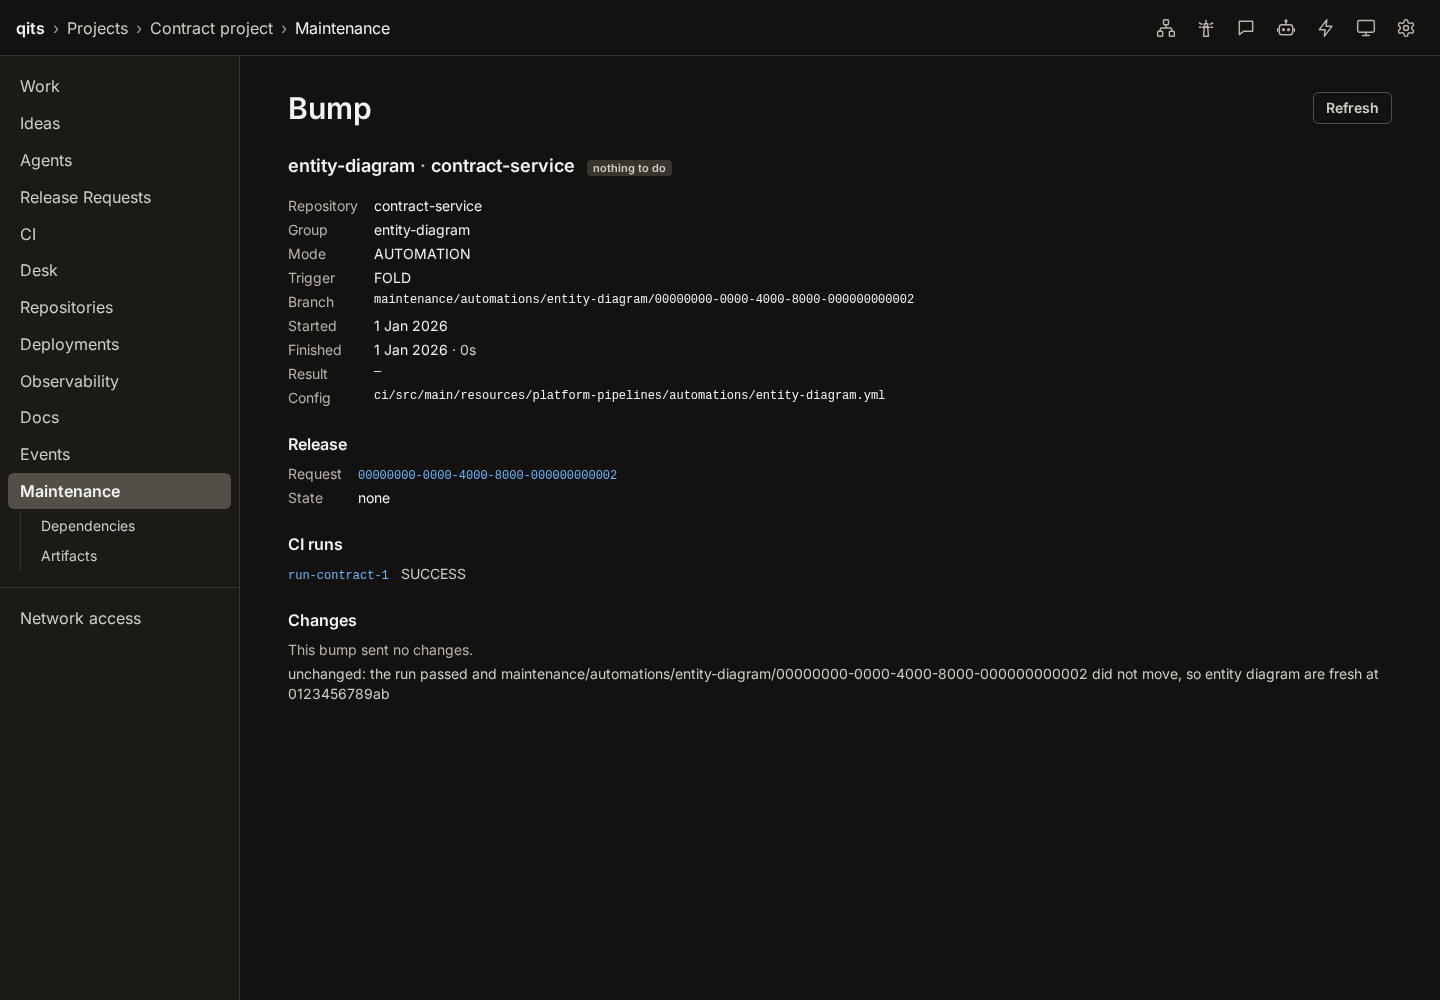 qits › Projects › Contract project › Maintenance
Work
Ideas
Agents
Release Requests
CI
Desk
Repositories
Deployments
Observability
Docs
Events
Maintenance
Dependencies
Artifacts
Network access
Bump
Refresh
entity-diagram · contract-service nothing to do
Repository contract-service
Group entity-diagram
Mode AUTOMATION
Trigger FOLD
Branch maintenance/automations/entity-diagram/00000000-0000-4000-8000-000000000002
Started 1 Jan 2026
Finished 1 Jan 2026 · 0s
Result –
Config ci/src/main/resources/platform-pipelines/automations/entity-diagram.yml
Release
Request 00000000-0000-4000-8000-000000000002
State none
CI runs
run-contract-1 SUCCESS
Changes
This bump sent no changes.
unchanged: the run passed and maintenance/automations/entity-diagram/00000000-0000-4000-8000-000000000002 did not move, so entity diagram are fresh at
0123456789ab